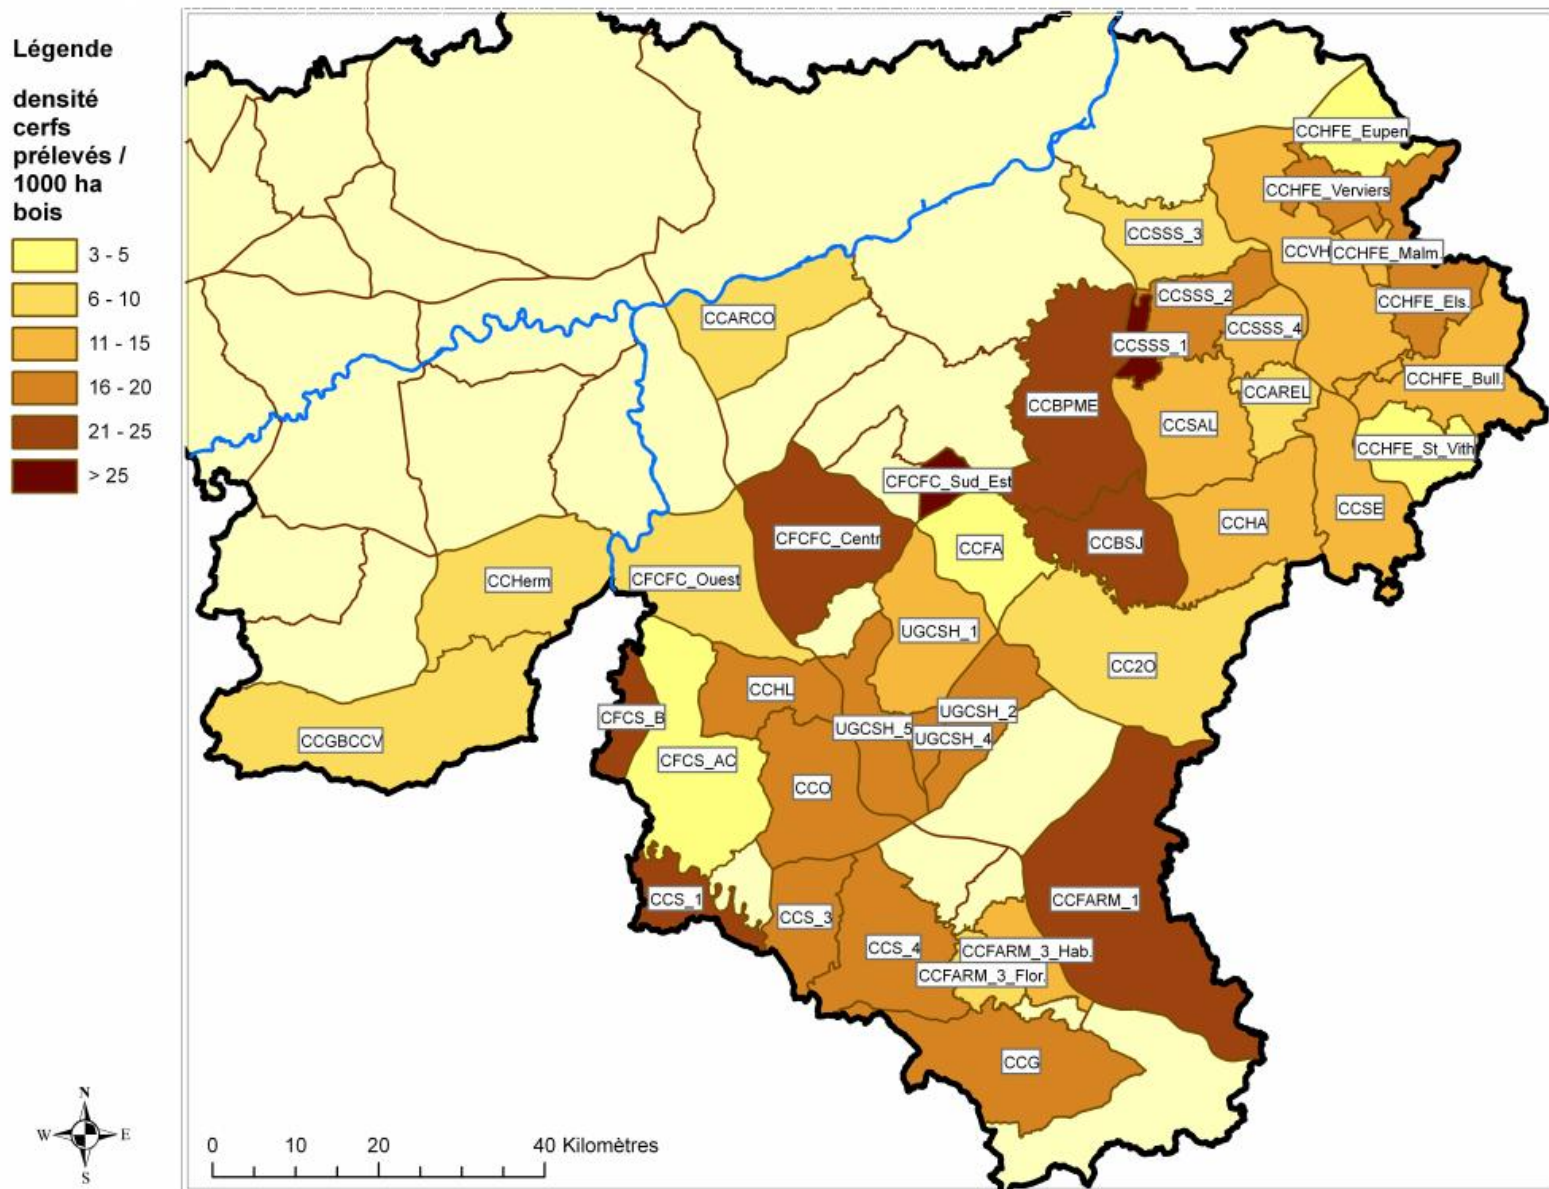 Légende
densité
cerfs
prélevés /
1000 ha
bois
3 - 5
6 - 10
11 - 15
16 - 20
21 - 25
> 25
CCHFE_Eupen
CCHFE_Verviers
CCSSS_3
CCVH
CCHFE_Malm.
CCSSS_2
CCHFE_Els.
CCARCO
CCSSS_4
CCSSS_1
CCHFE_Bull.
CCAREL
CCBPME
CCSAL
CCHFE_St_Vith
CFCFC_Sud_Est
CCSE
CCHA
CFCFC_Centr
CCFA
CCBSJ
CCHerm
CFCFC_Ouest
UGCSH_1
CC2O
CCHL
UGCSH_2
CFCS_B
UGCSH_5
UGCSH_4
CCGBCCV
CFCS_AC
CCO
CCS_1
CCFARM_1
CCS_3
CCS_4
CCFARM_3_Hab.
CCFARM_3_Flor.
CCG
N
W
E
S
0
10
20
40 Kilomètres